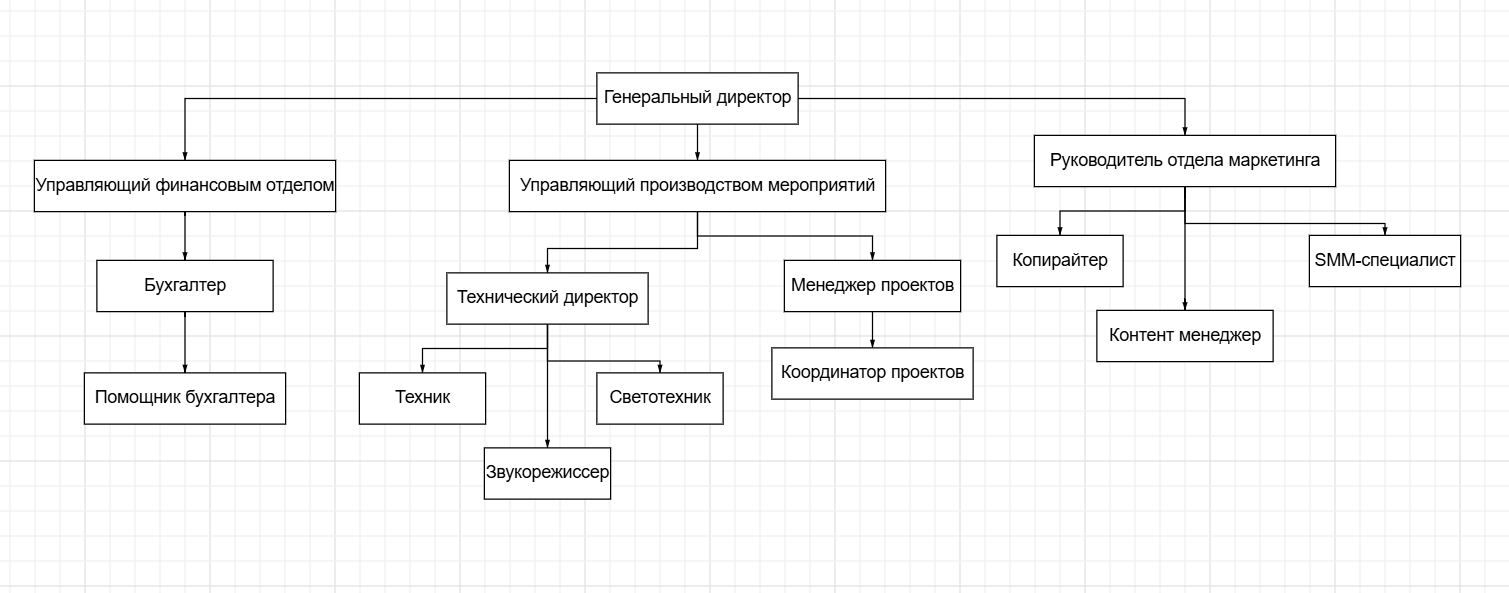 Генеральный директор
Управляющий финансовым отделом
Управляющий производством мероприятий
Руководитель отдела маркетинга
Бухгалтер
Технический директор
Менеджер проектов
Копирайтер
SMM-специалист
Контент менеджер
Помощник бухгалтера
Техник
Светотехник
Координатор проектов
Звукорежиссер